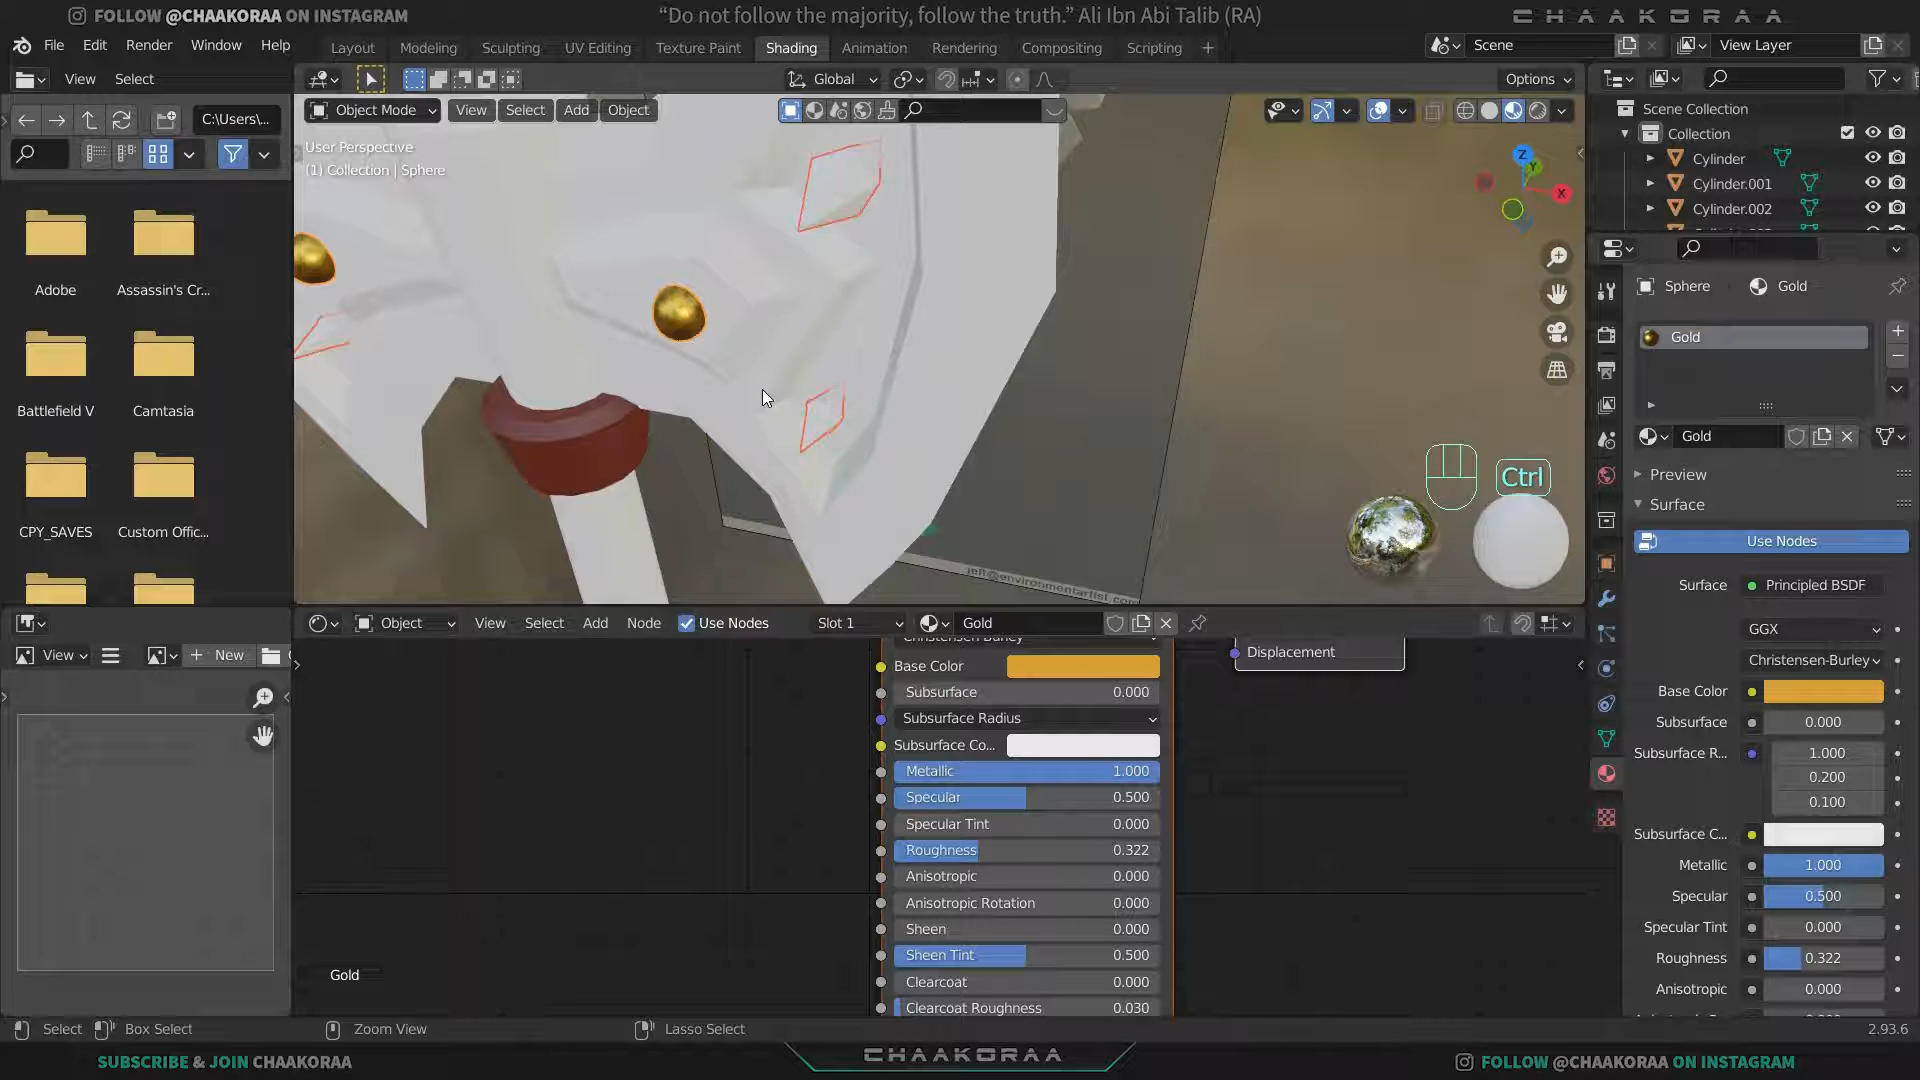 FOLLOW @CHAAKORAA ON INSTAGRAM
“Do not follow the majority, follow the truth.” Ali Ibn Abi Talib (RA)
CHAAKORAA
File Edit Render Window Help
Layout Modeling Sculpting UV Editing Texture Paint Shading Animation Rendering Compositing Scripting +
Scene
View Layer
View Select
Global
Options
C:\Users\...
Object Mode View Select Add Object
User Perspective
(1) Collection | Sphere
Z
Y
X
Scene Collection
Collection
Cylinder
Cylinder.001
Cylinder.002
Adobe
Assassin's Cr...
Battlefield V
Camtasia
CPY_SAVES
Custom Offic...
Ctrl
jeff@environmentartist.com
Sphere
Gold
Gold
Gold
Preview
Surface
Use Nodes
Surface
Principled BSDF
GGX
Christensen-Burley
Base Color
Subsurface 0.000
Subsurface R... 1.000
0.200
0.100
Subsurface C...
Metallic 1.000
Specular 0.500
Specular Tint 0.000
Roughness 0.322
Anisotropic 0.000
Object View Select Add Node Use Nodes Slot 1 Gold
View
New
Christensen-Burley
Base Color
Subsurface 0.000
Subsurface Radius
Subsurface Co...
Metallic 1.000
Specular 0.500
Specular Tint 0.000
Roughness 0.322
Anisotropic 0.000
Anisotropic Rotation 0.000
Sheen 0.000
Sheen Tint 0.500
Clearcoat 0.000
Clearcoat Roughness 0.030
Displacement
Gold
Select Box Select Zoom View Lasso Select
2.93.6
SUBSCRIBE & JOIN CHAAKORAA
CHAAKORAA
FOLLOW @CHAAKORAA ON INSTAGRAM